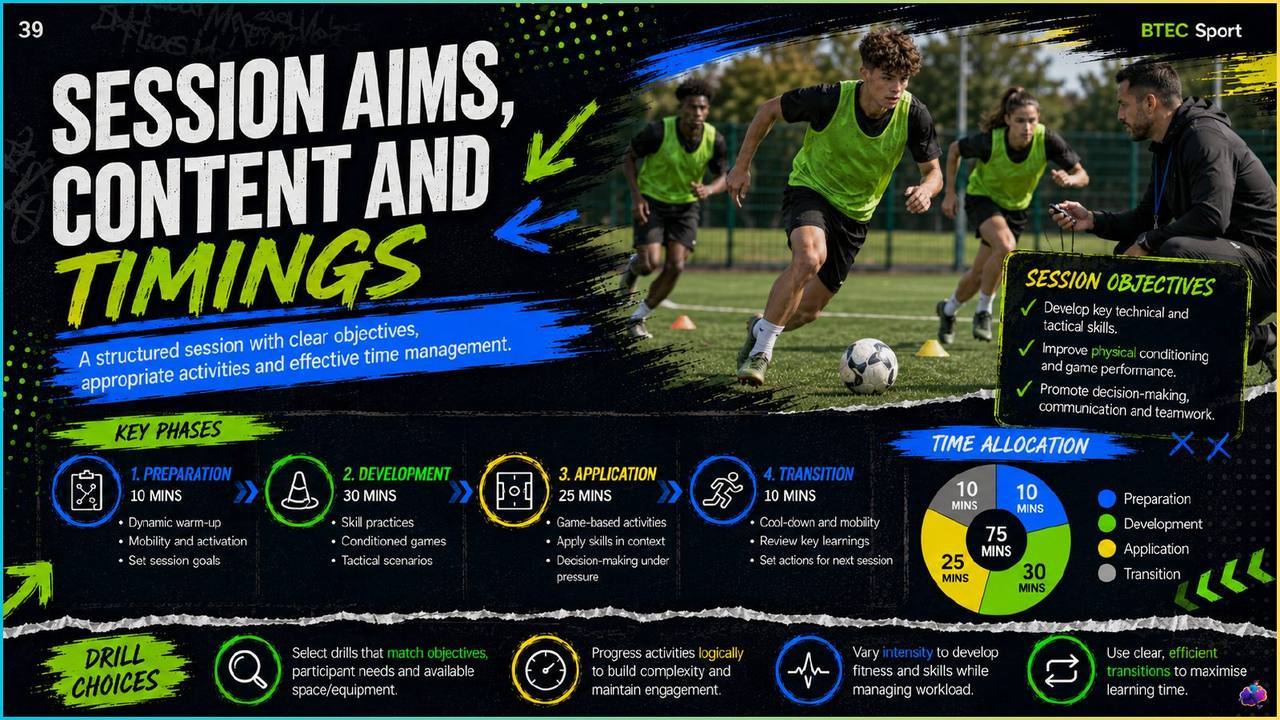 39
BTEC Sport
SESSION AIMS,
CONTENT AND
TIMINGS
A structured session with clear objectives,
appropriate activities and effective time management.
SESSION OBJECTIVES
Develop key technical and
tactical skills.
Improve physical conditioning
and game performance.
Promote decision-making,
communication and teamwork.
KEY PHASES
1. PREPARATION
10 MINS
• Dynamic warm-up
• Mobility and activation
• Set session goals
2. DEVELOPMENT
30 MINS
• Skill practices
• Conditioned games
• Tactical scenarios
3. APPLICATION
25 MINS
• Game-based activities
• Apply skills in context
• Decision-making under
pressure
4. TRANSITION
10 MINS
• Cool-down and mobility
• Review key learnings
• Set actions for next session
TIME ALLOCATION
10
MINS
10
MINS
75
MINS
25
MINS
30
MINS
Preparation
Development
Application
Transition
DRILL
CHOICES
Select drills that match objectives,
participant needs and available
space/equipment.
Progress activities logically
to build complexity and
maintain engagement.
Vary intensity to develop
fitness and skills while
managing workload.
Use clear, efficient
transitions to maximise
learning time.